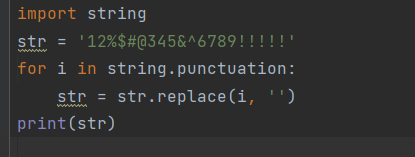 import string
str = '12%$#@345&^6789!!!!!'
for i in string.punctuation:
    str = str.replace(i, '')
print(str)